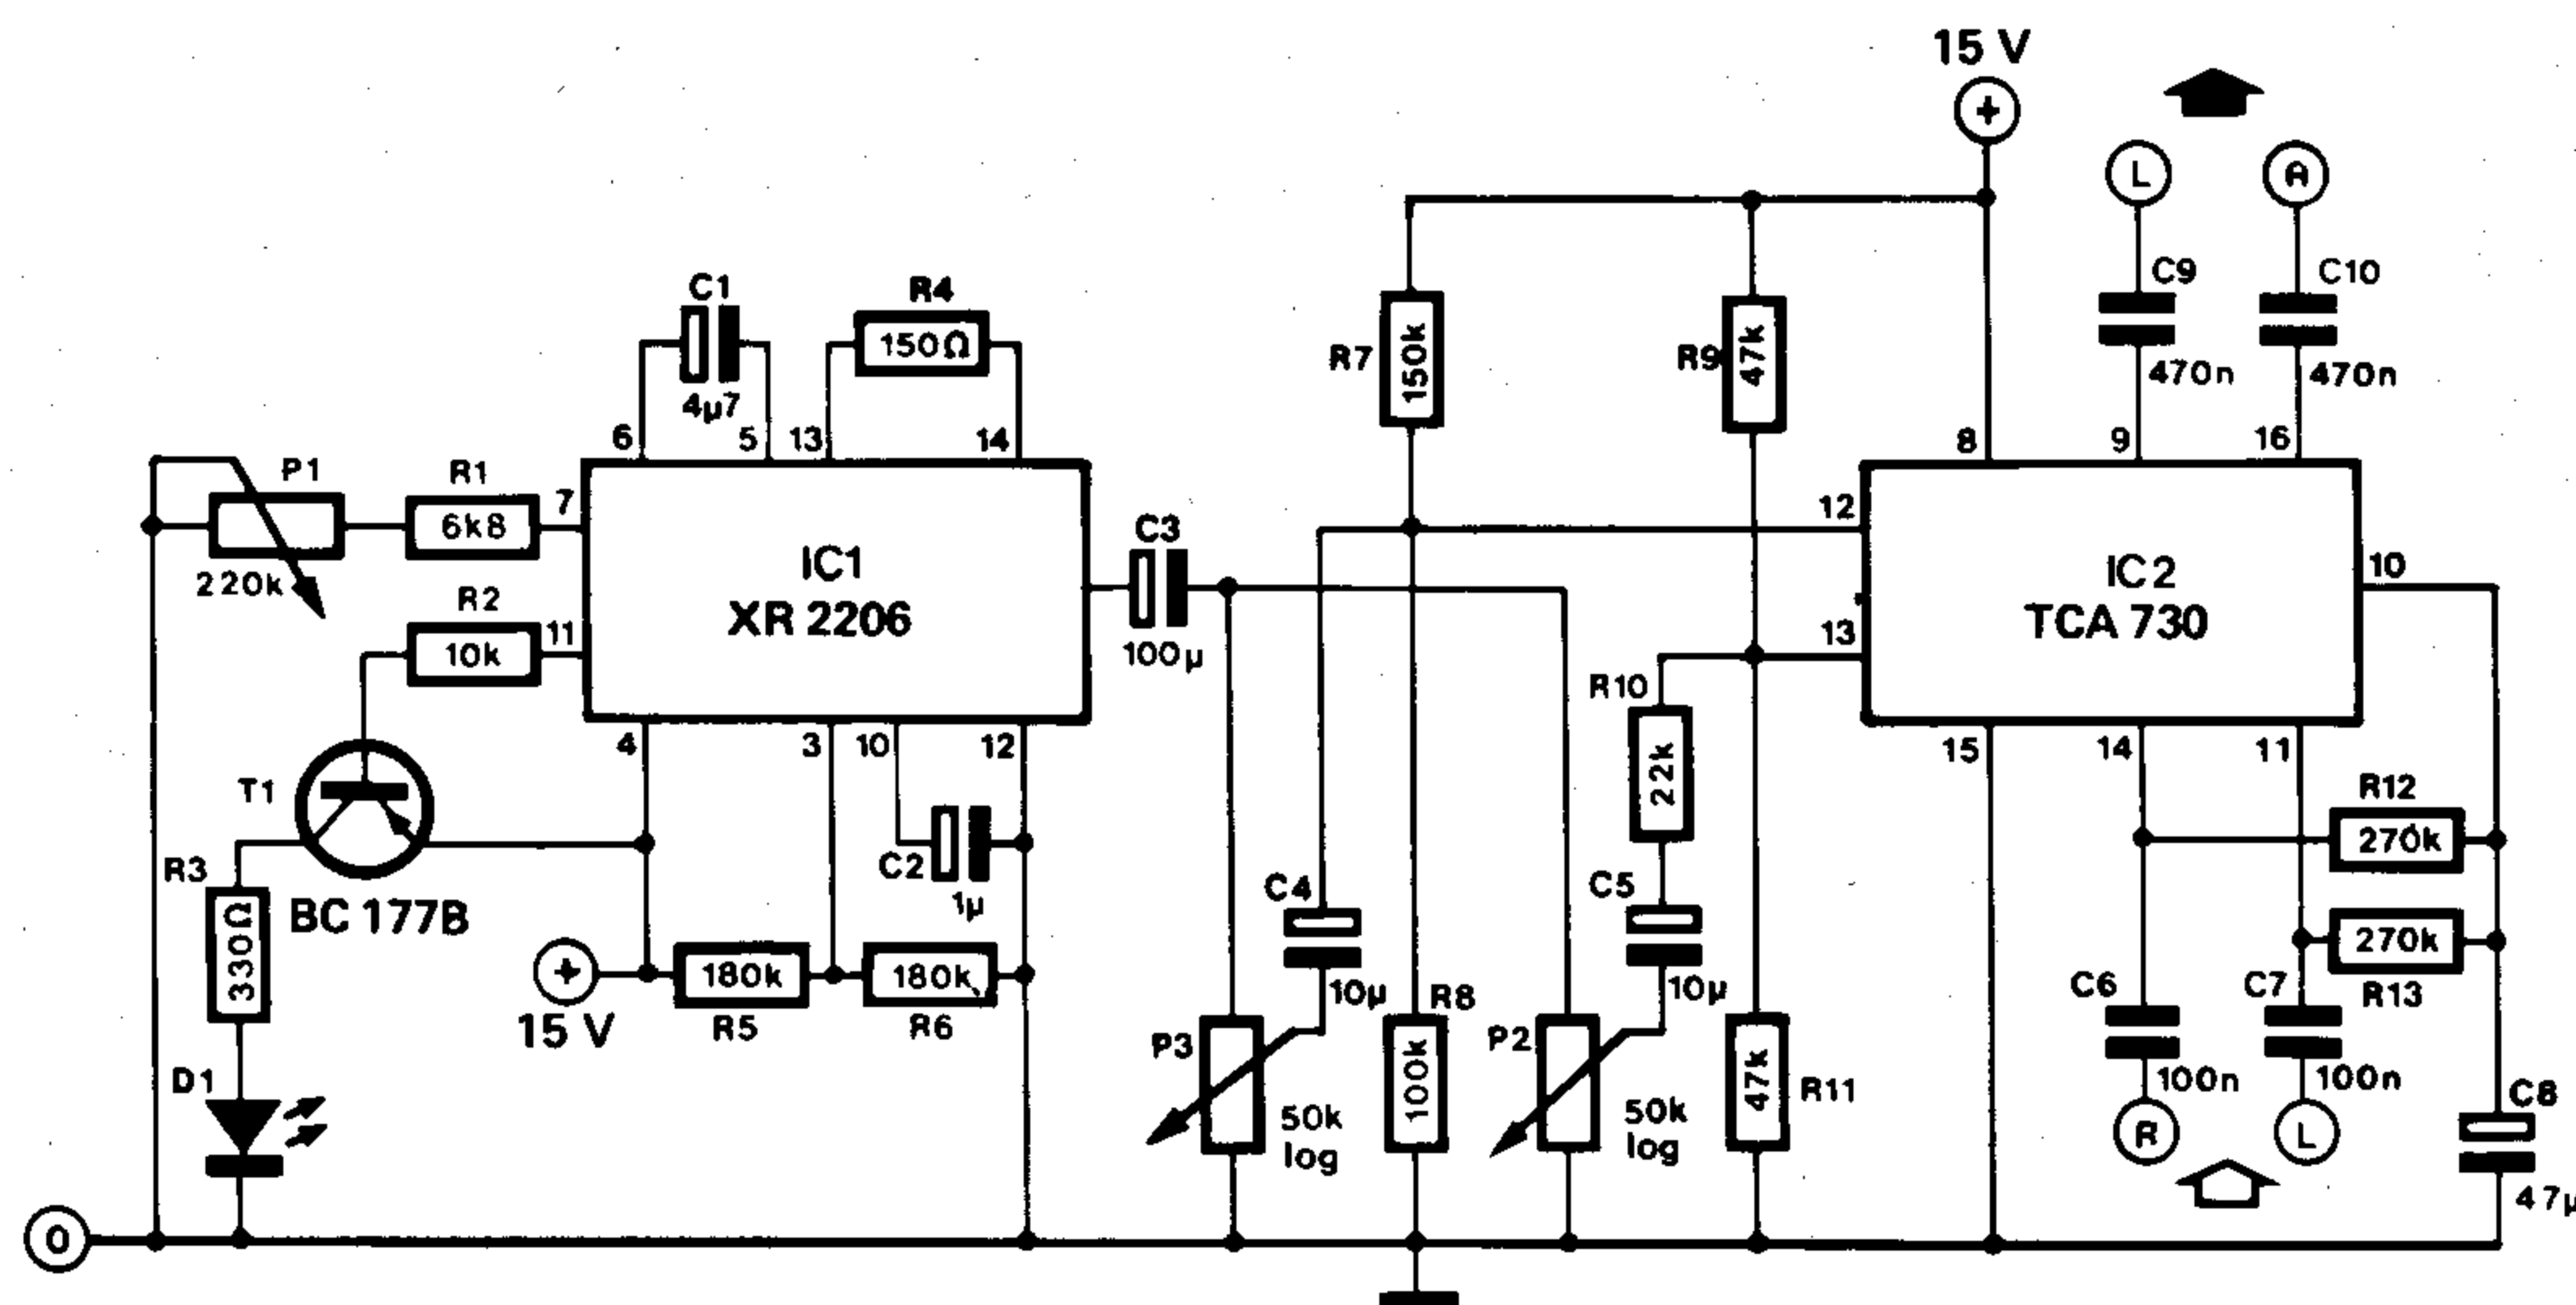 15 V
+
L
A
C1
4µ7
R4
150Ω
6
5
13
14
P1
220k
R1
6k8
7
R2
10k
11
IC1
XR 2206
4
3
10
12
T1
BC 177B
R3
330Ω
D1
C2
1µ
+
15 V
180k
R5
180k
R6
0
C3
100µ
R7
150k
R9
47k
C9
470n
C10
470n
8
9
16
12
13
IC2
TCA 730
10
15
14
11
R10
22k
C4
10µ
C5
10µ
P3
50k
log
R8
100k
P2
50k
log
47k
R11
R12
270k
270k
R13
C6
100n
C7
100n
R
L
C8
47µ